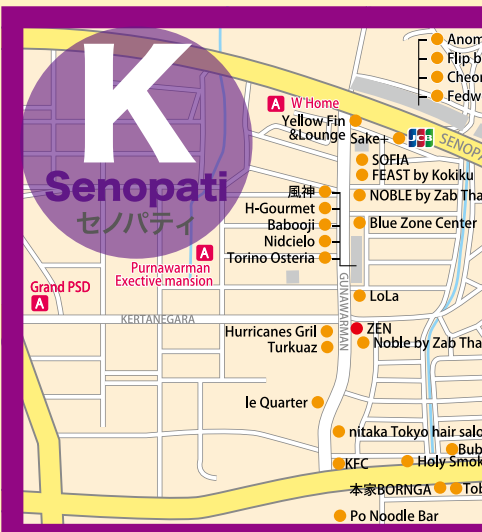 K
Senopati
セノパティ
A W'Home
Yellow Fin
&Lounge
Sake+
JCB
SENOPA
Anom
Flip b
Cheon
Fedw
SOFIA
FEAST by Kokiku
NOBLE by Zab Tha
Blue Zone Center
風神
H-Gourmet
Babooji
Nidcielo
Torino Osteria
A
Purnawarman
Exective mansion
Grand PSD
A
KERTANEGARA
GUNAWARMAN
LoLa
ZEN
Noble by Zab Tha
Hurricanes Gril
Turkuaz
le Quarter
nitaka Tokyo hair salo
Bub
Holy Smok
KFC
本家BORNGA
Tob
Po Noodle Bar